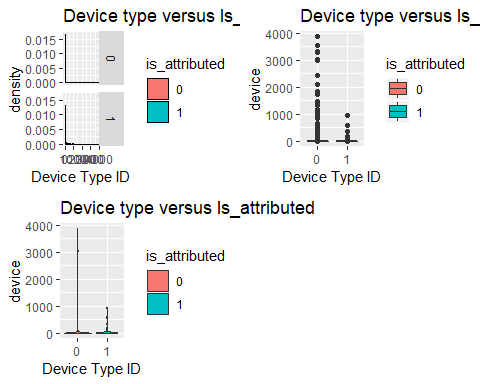 Device type versus Is_
density
0.015
0.010
0.005
0.000
0
0.015
0.010
0.005
0.000
1
Device Type ID
is_attributed
0
1
Device type versus Is_
device
4000
3000
2000
1000
0
0 1
Device Type ID
is_attributed
0
1
Device type versus Is_attributed
device
4000
3000
2000
1000
0
0 1
Device Type ID
is_attributed
0
1